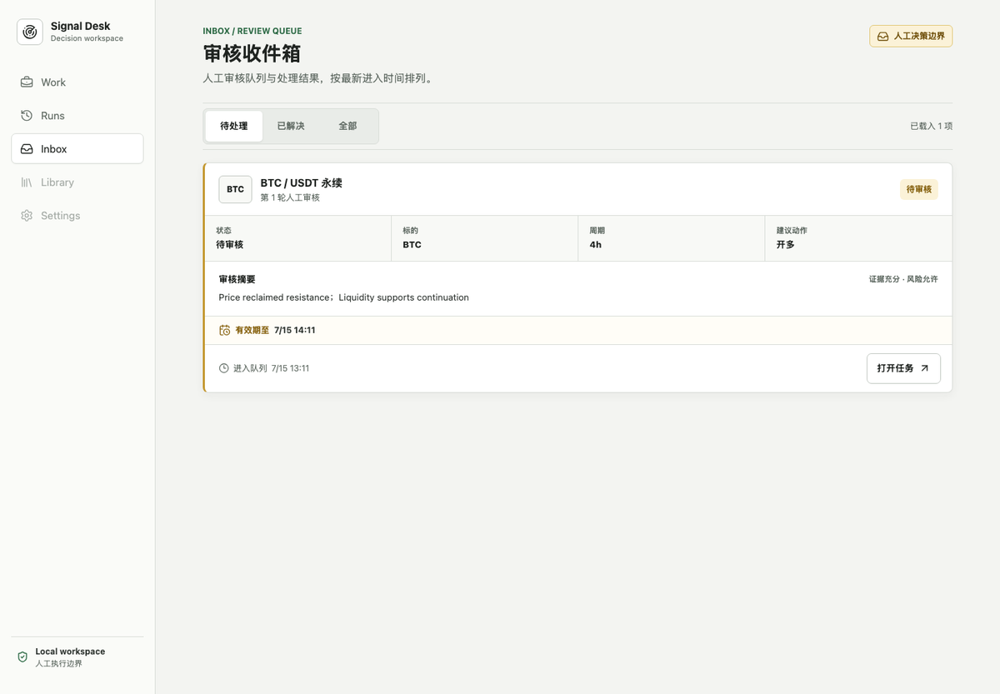 Signal Desk
Decision workspace
Work
Runs
Inbox
Library
Settings
Local workspace
人工执行边界
INBOX / REVIEW QUEUE
审核收件箱
人工审核队列与处理结果，按最新进入时间排列。
人工决策边界
待处理 已解决 全部
已载入 1 项
BTC
BTC / USDT 永续
第 1 轮人工审核
待审核
状态
待审核
标的
BTC
周期
4h
建议动作
开多
审核摘要
证据充分 · 风险允许
Price reclaimed resistance；Liquidity supports continuation
有效期至 7/15 14:11
进入队列 7/15 13:11
打开任务